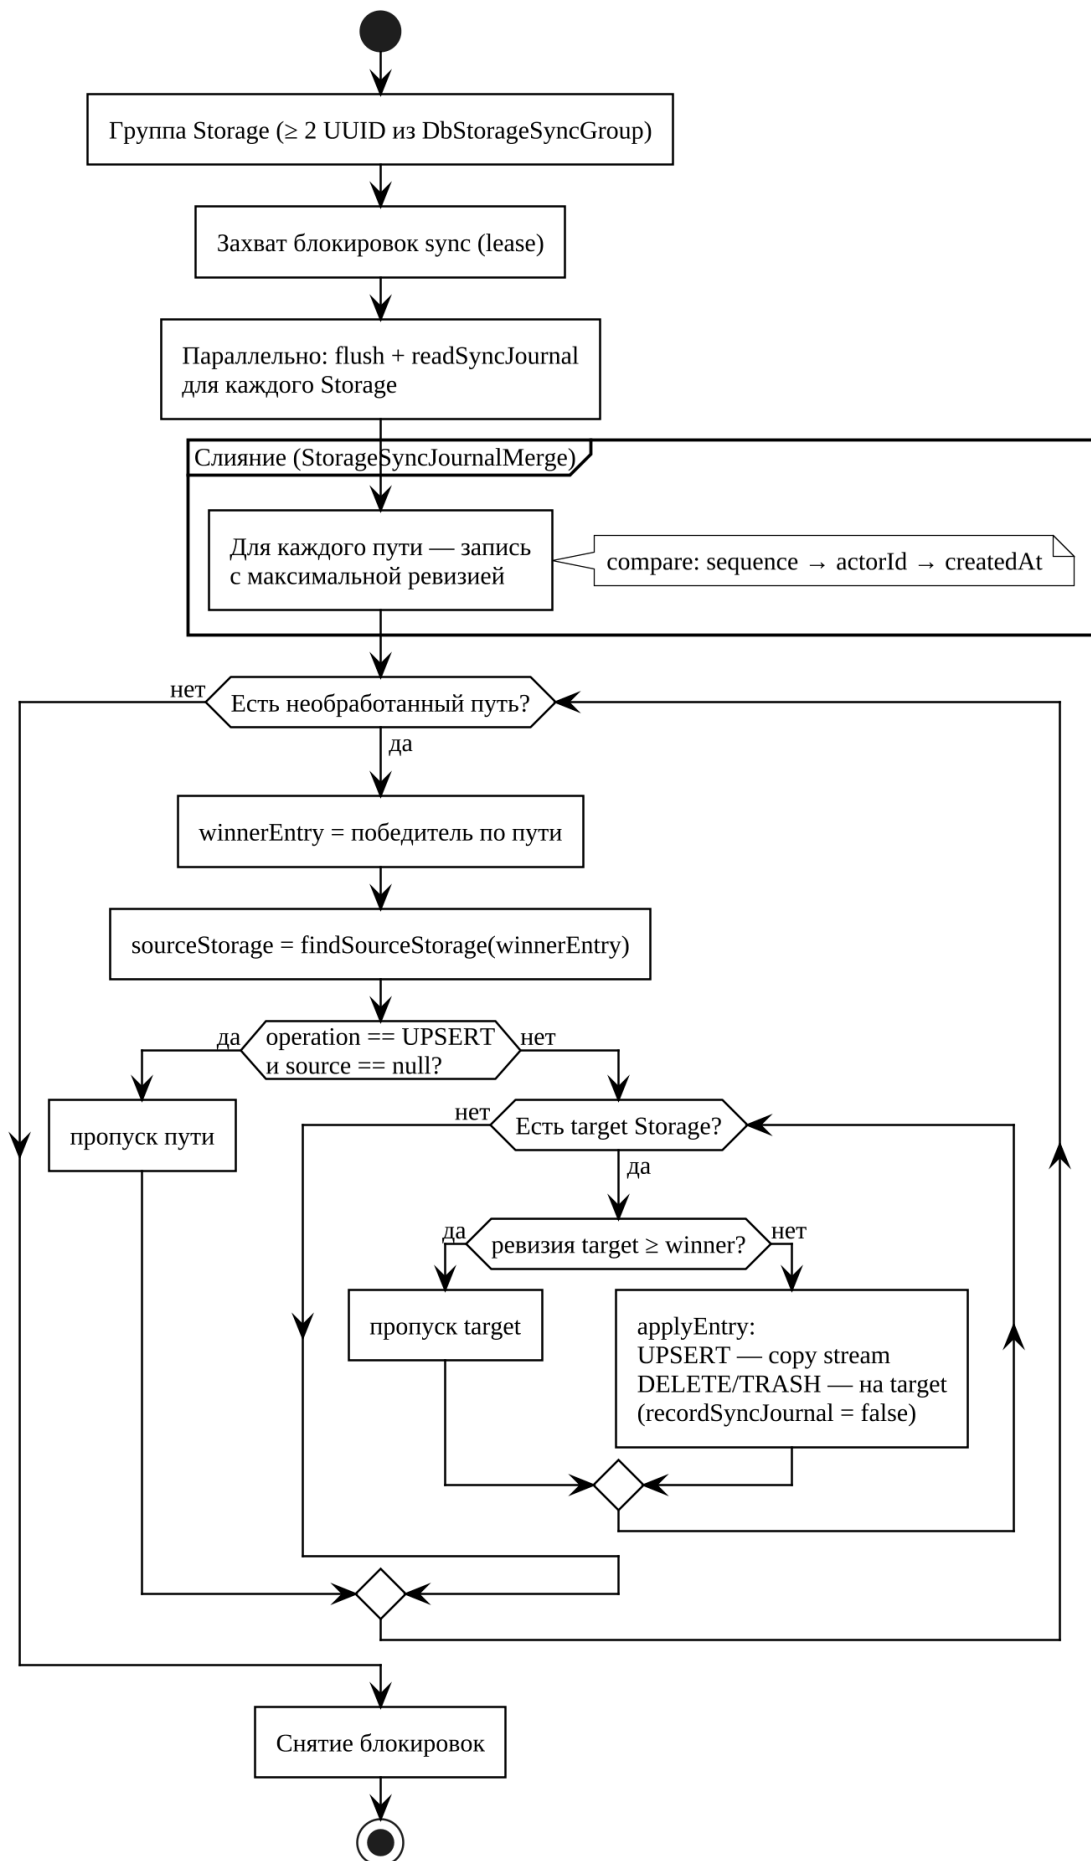 Группа Storage (≥ 2 UUID из DbStorageSyncGroup)
Захват блокировок sync (lease)
Параллельно: flush + readSyncJournal
для каждого Storage
Слияние (StorageSyncJournalMerge)
Для каждого пути — запись
с максимальной ревизией
compare: sequence → actorId → createdAt
нет
Есть необработанный путь?
да
winnerEntry = победитель по пути
sourceStorage = findSourceStorage(winnerEntry)
да
operation == UPSERT
и source == null?
нет
пропуск пути
нет
Есть target Storage?
да
да
ревизия target ≥ winner?
нет
пропуск target
applyEntry:
UPSERT — copy stream
DELETE/TRASH — на target
(recordSyncJournal = false)
Снятие блокировок